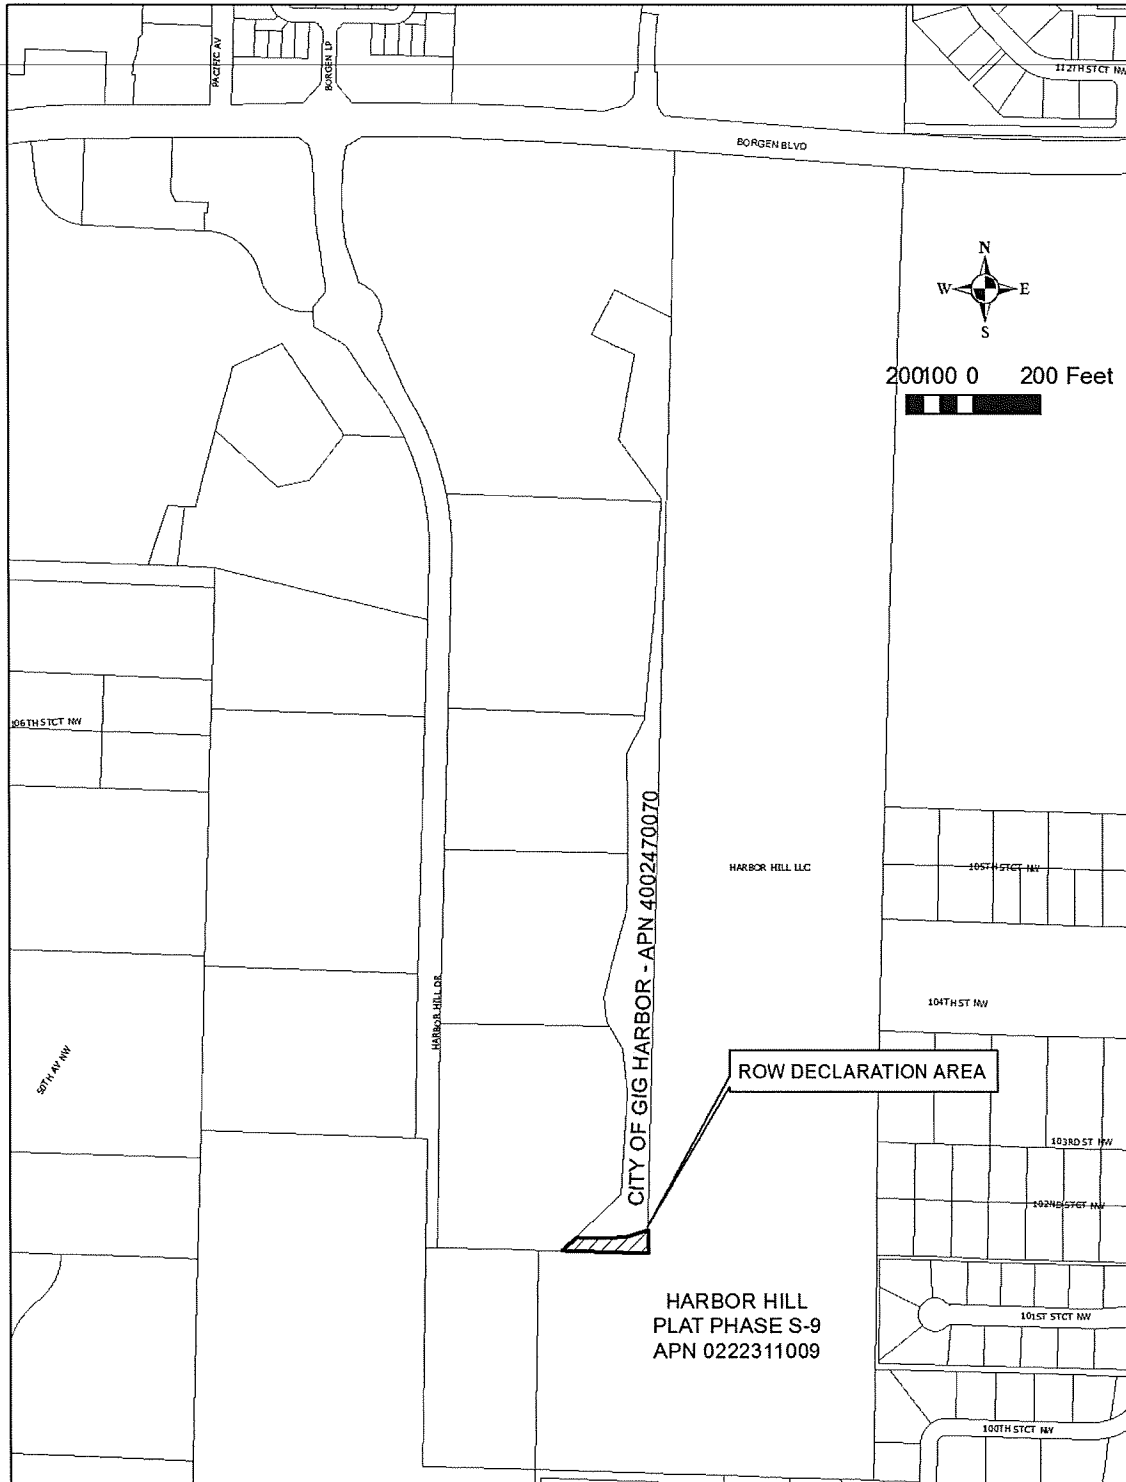 PACIFIC AV
BORGEN LP
112TH STCT NW
BORGEN BLVD
N
W
E
S
200100 0 200 Feet
106TH STCT NW
CITY OF GIG HARBOR - APN 4002470070
HARBOR HILL LLC
105TH STCT NW
HARBOR HILL DR
104TH ST NW
50TH AV NW
ROW DECLARATION AREA
103RD ST NW
102ND STCT NW
HARBOR HILL
PLAT PHASE S-9
APN 0222311009
101ST STCT NW
100TH STCT NW